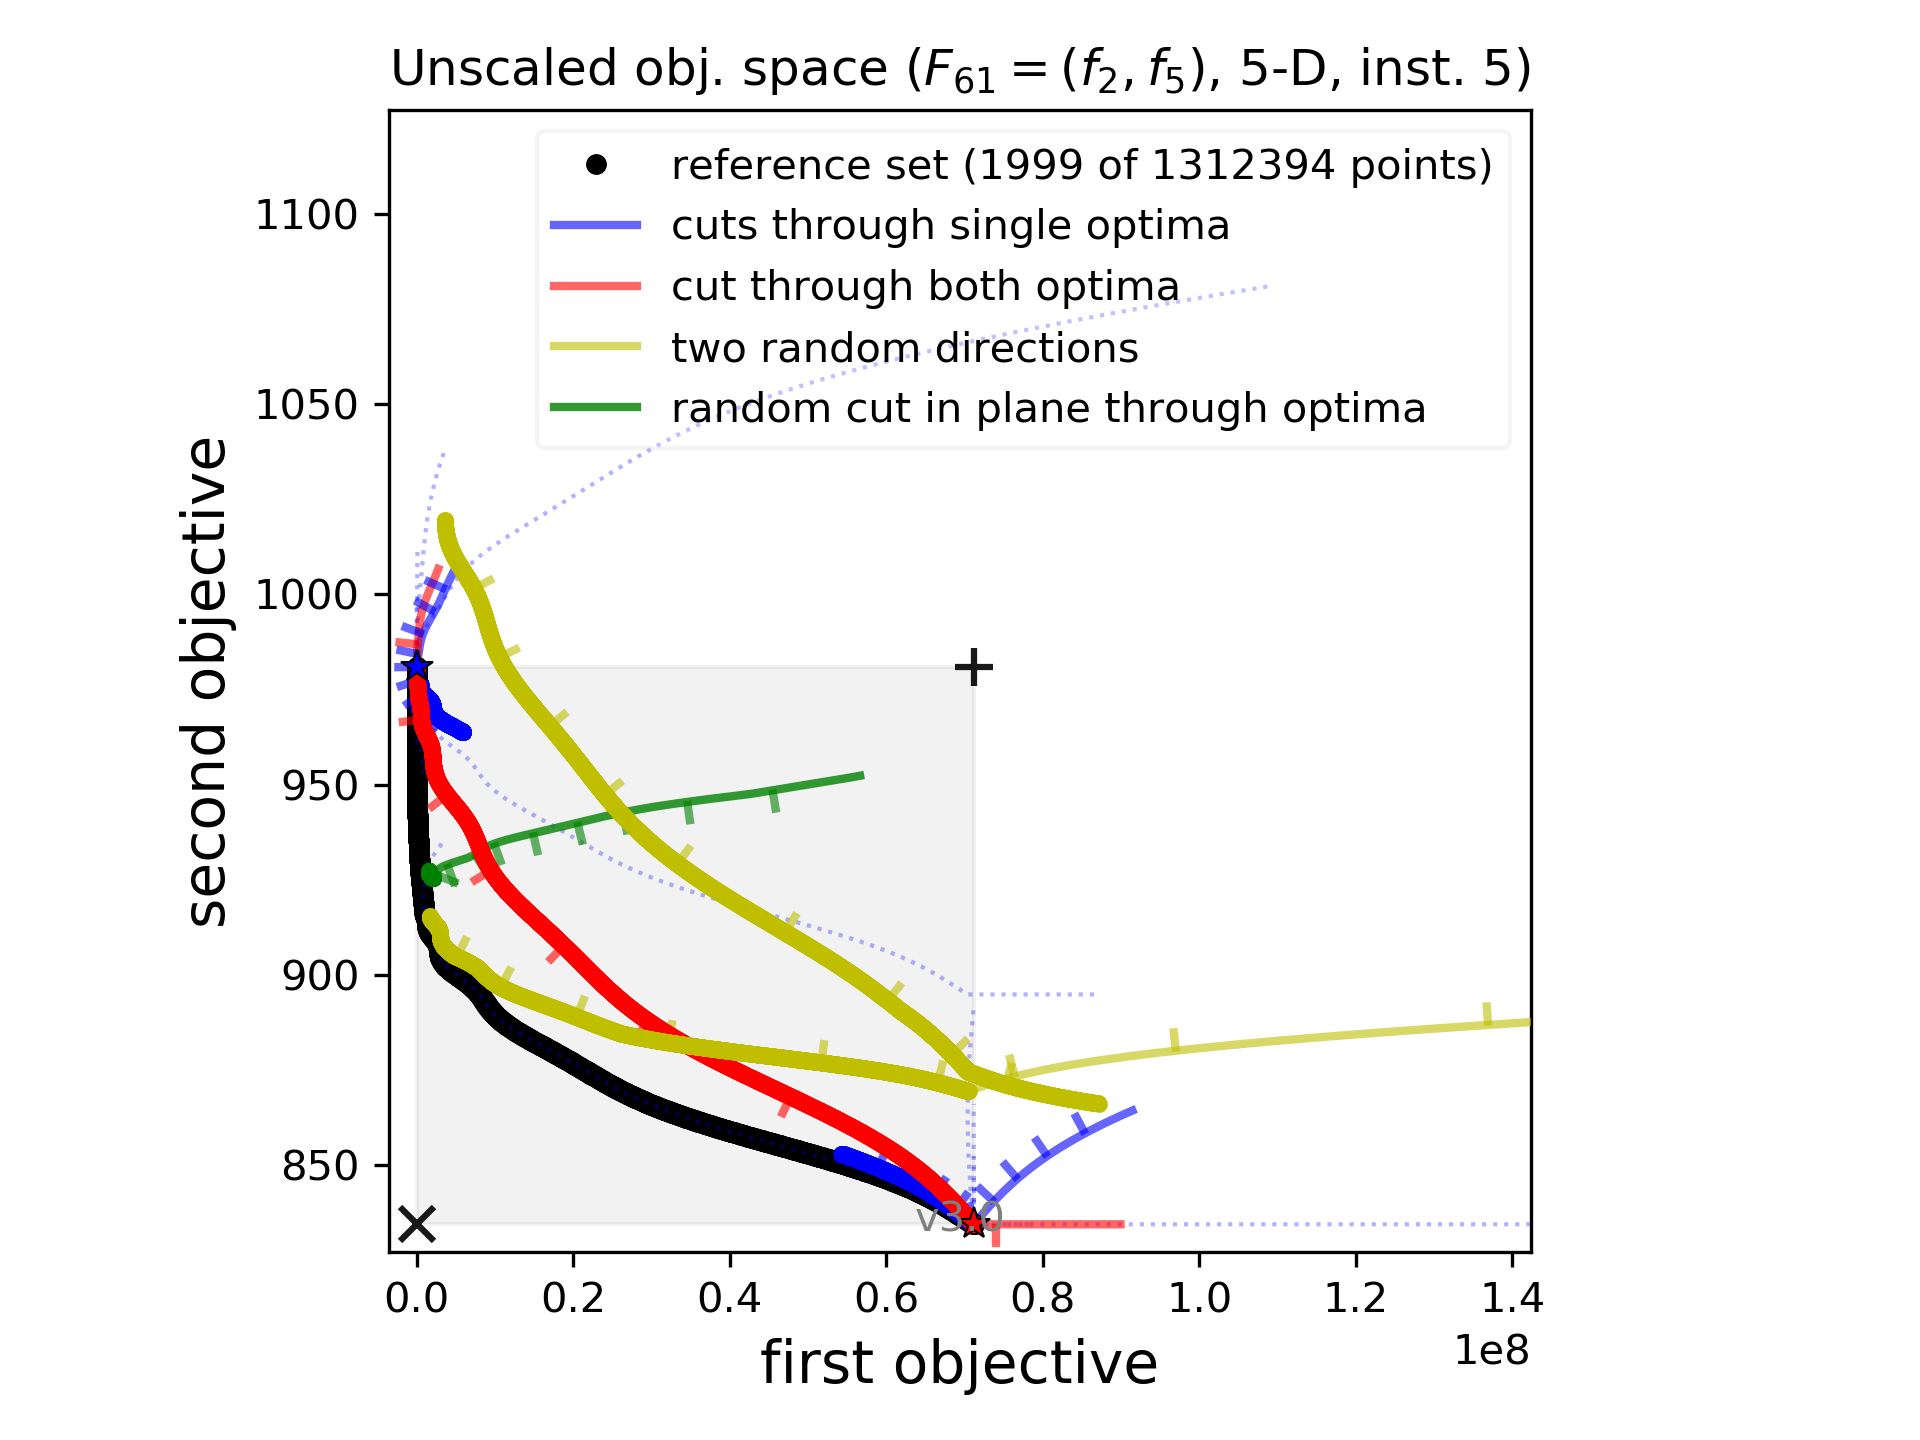 Unscaled obj. space (F61 = (f2, f5), 5-D, inst. 5)
reference set (1999 of 1312394 points)
cuts through single optima
cut through both optima
two random directions
random cut in plane through optima
second objective
1100
1050
1000
950
900
850
v3.0
0.0 0.2 0.4 0.6 0.8 1.0 1.2 1.4
1e8
first objective